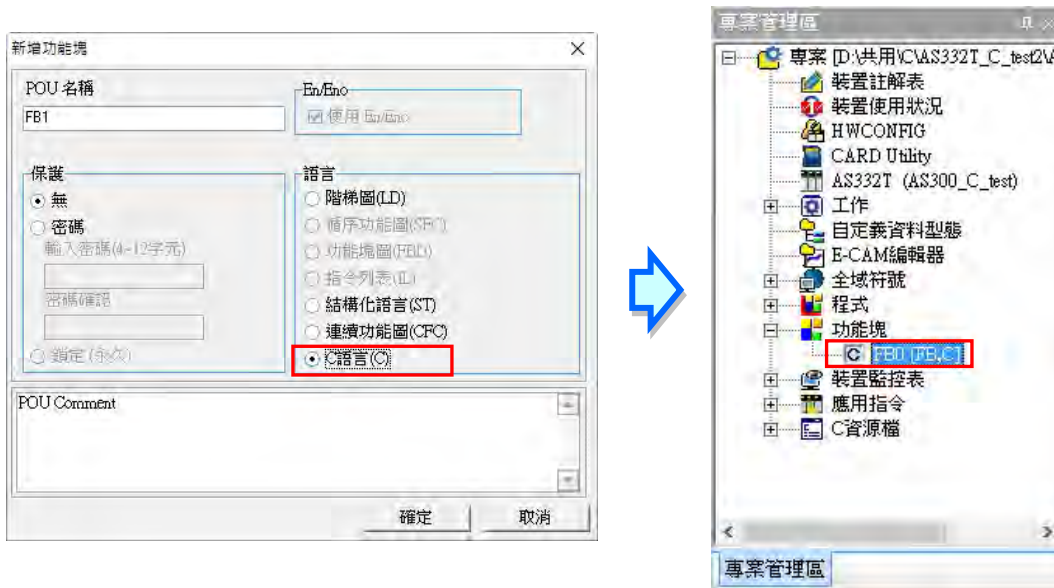 新增功能塊
POU 名稱
FB1
En/Eno
使用 En/Eno
保護
無
密碼
輸入密碼(4~12字元)
密碼確認
鎖定 (永久)
語言
階梯圖(LD)
循序功能圖(SFC)
功能塊圖(FBD)
指令列表(IL)
結構化語言(ST)
連續功能圖(CFC)
C語言(C)
POU Comment
確定
取消
專案管理區
專案 [D:\共用\C\AS332T_C_test2\A
裝置註解表
裝置使用狀況
HWCONFIG
CARD Utility
AS332T (AS300_C_test)
工作
自定義資料型態
E-CAM編輯器
全域符號
程式
功能塊
[FB,C]
裝置監控表
應用指令
C資源檔
專案管理區